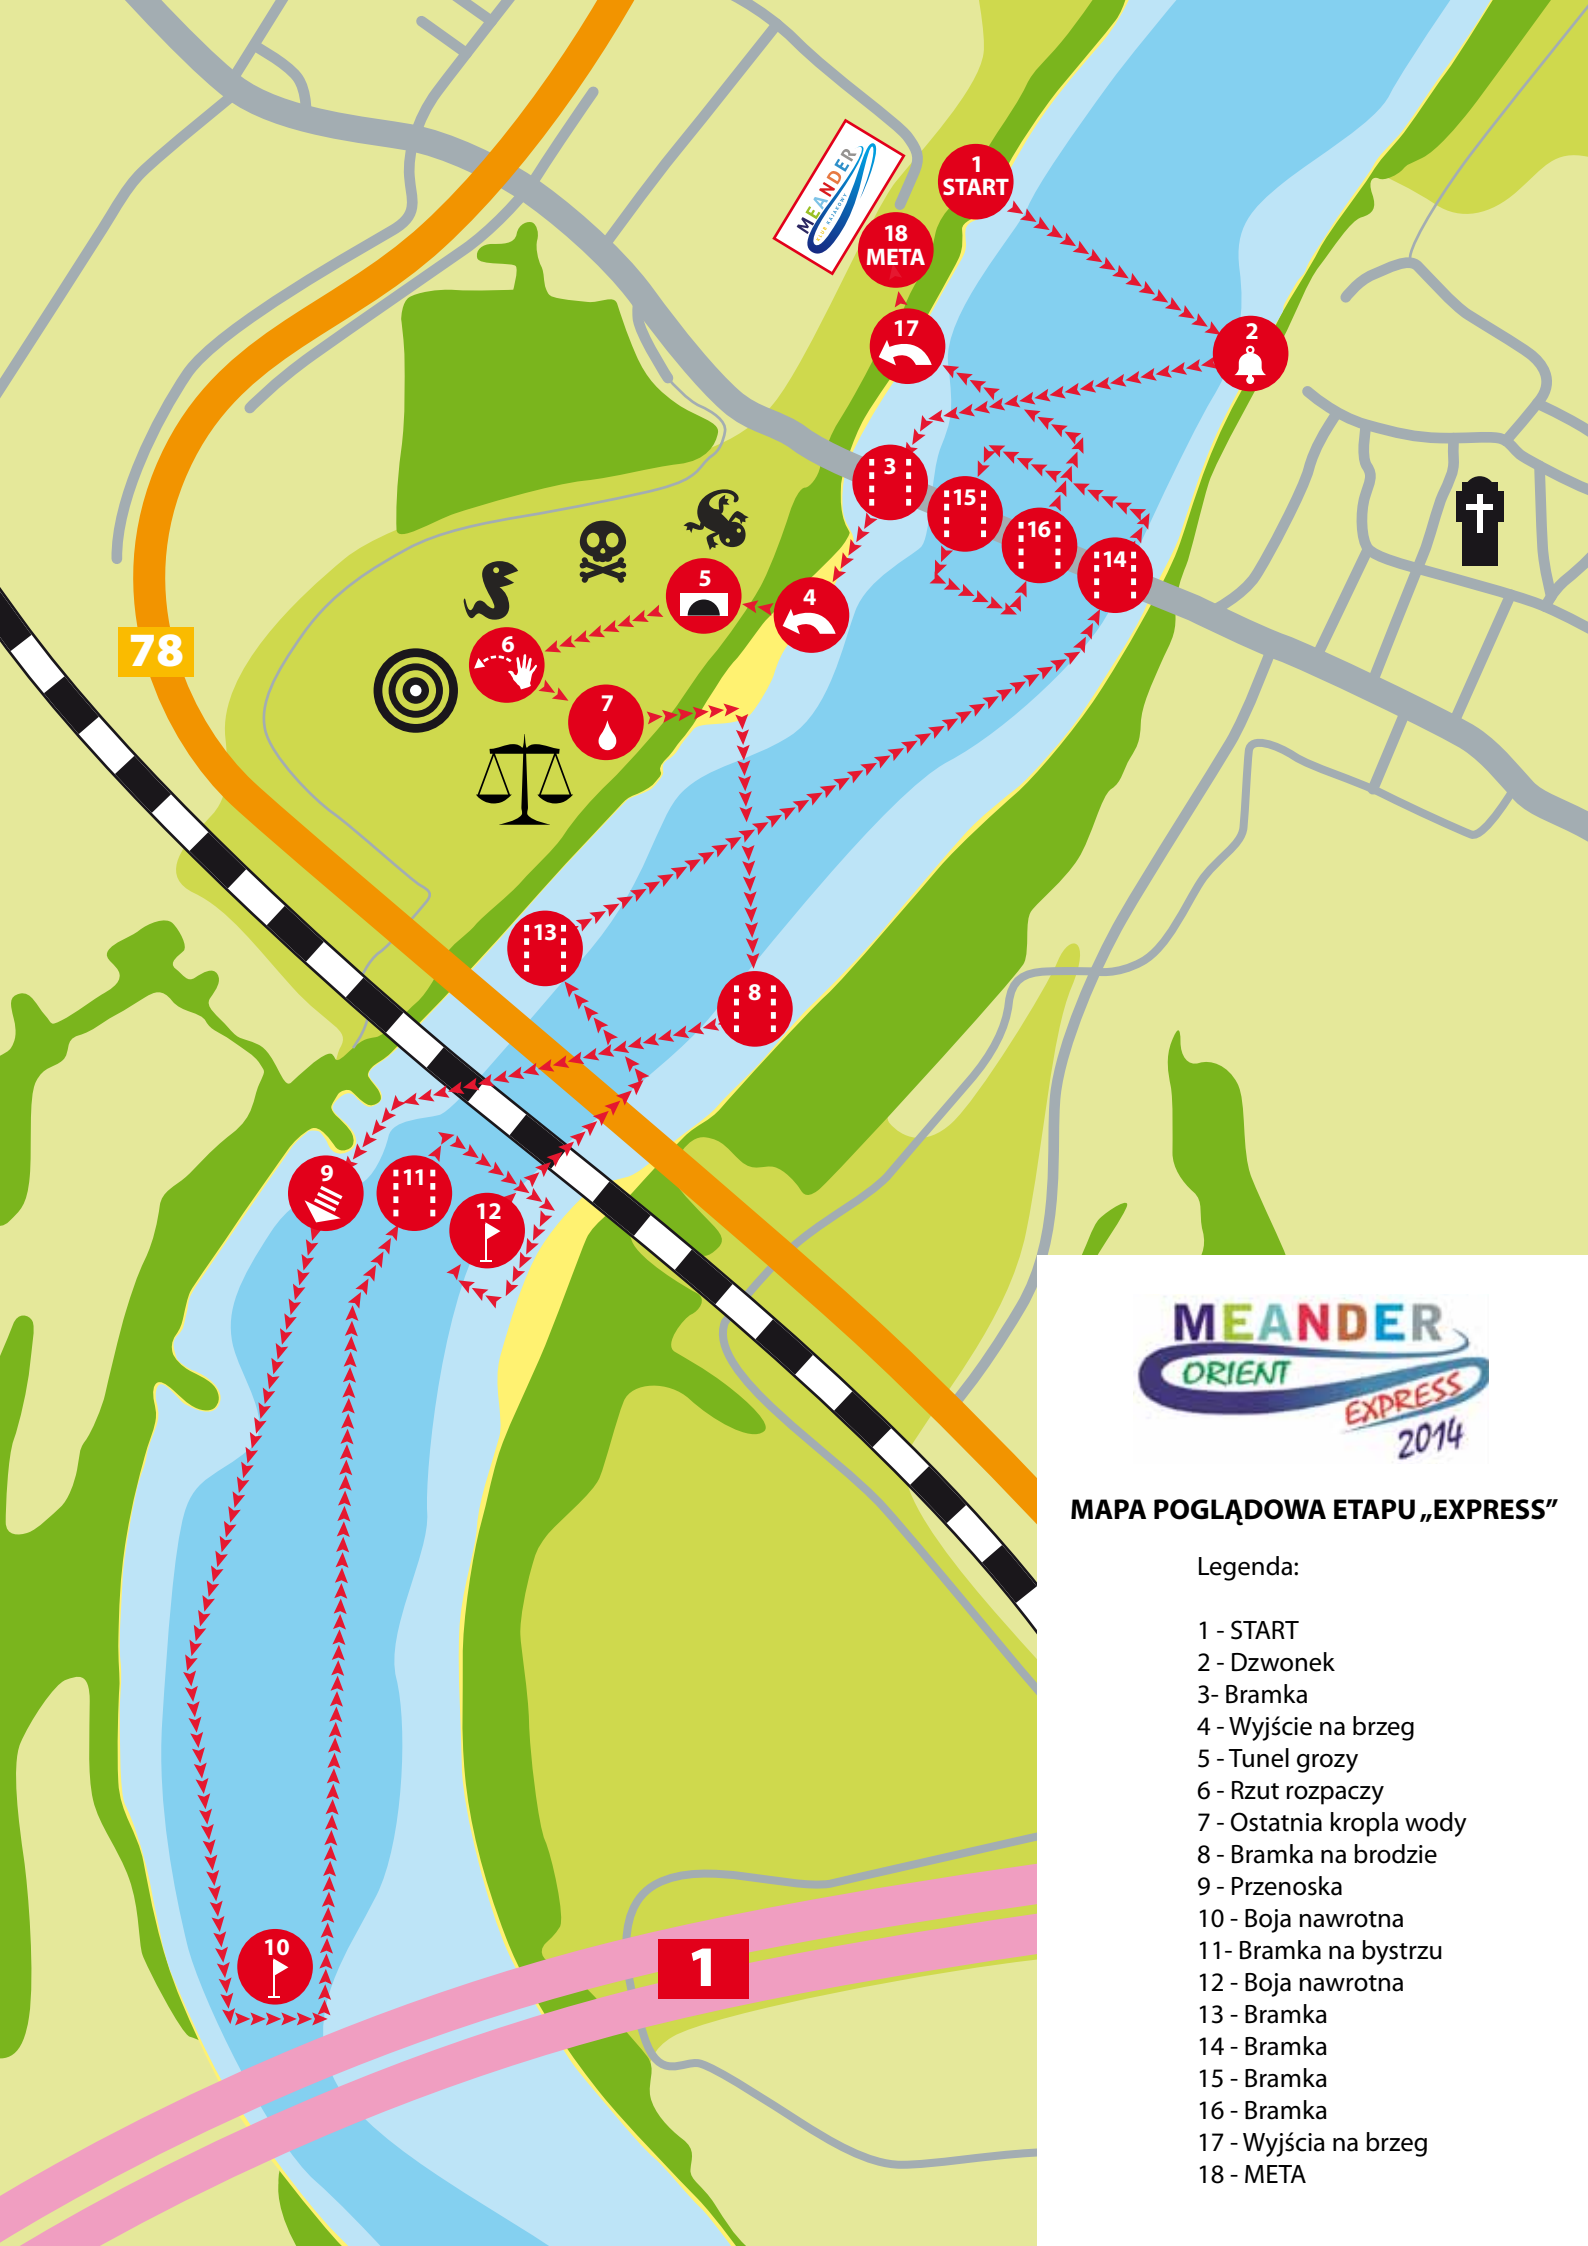 MEANDER
KLUB KAJAKOWY
1
START
18
META
17
2
3
15
16
14
5
4
6
7
78
13
8
9
11
12
10
1
MEANDER
ORIENT
EXPRESS
2014
MAPA POGLĄDOWA ETAPU „EXPRESS”
Legenda:
1 - START
2 - Dzwonek
3- Bramka
4 - Wyjście na brzeg
5 - Tunel grozy
6 - Rzut rozpaczy
7 - Ostatnia kropla wody
8 - Bramka na brodzie
9 - Przenoska
10 - Boja nawrotna
11- Bramka na bystrzu
12 - Boja nawrotna
13 - Bramka
14 - Bramka
15 - Bramka
16 - Bramka
17 - Wyjścia na brzeg
18 - META